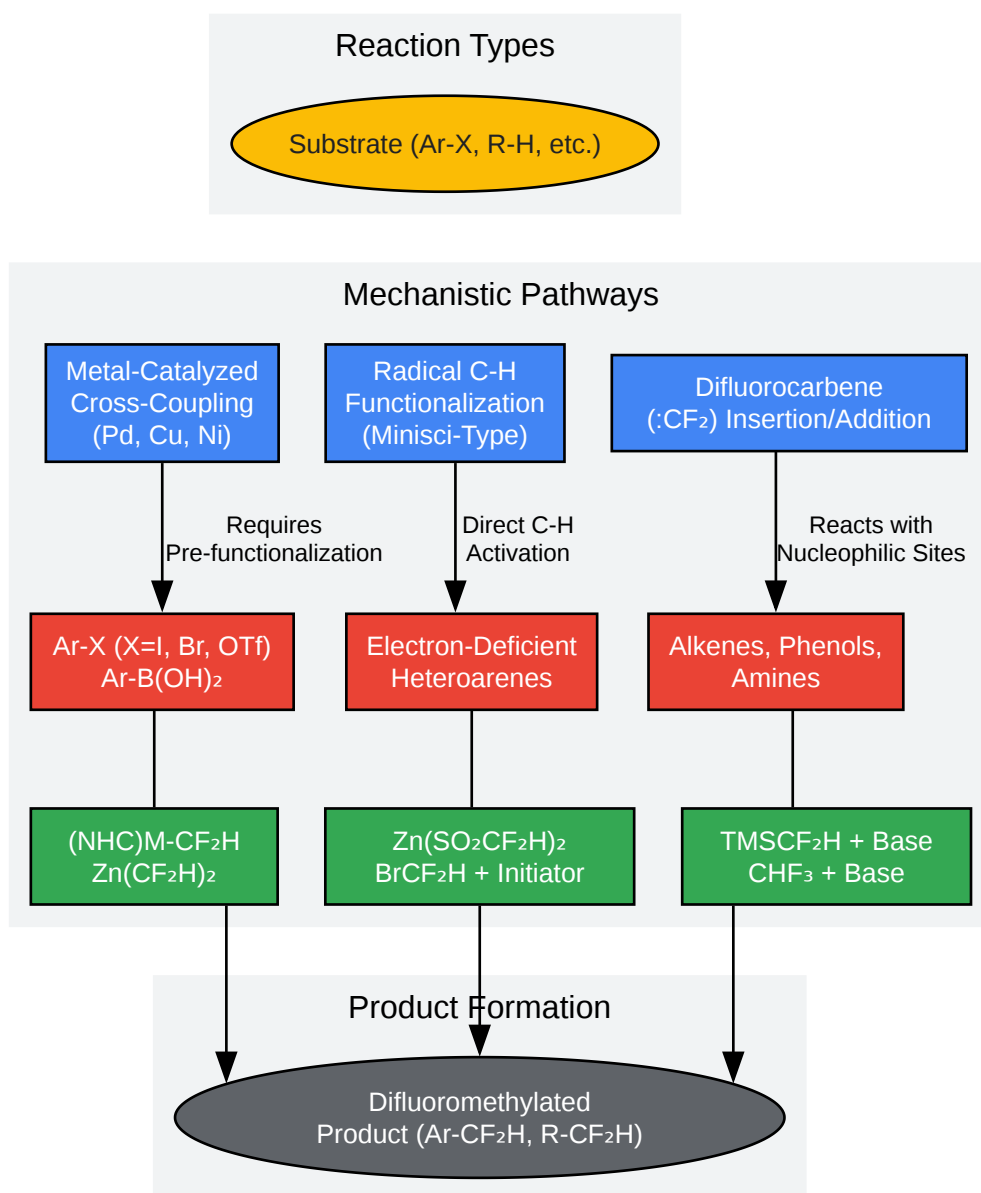 Reaction Types
Substrate (Ar-X, R-H, etc.)
Mechanistic Pathways
Metal-Catalyzed
Cross-Coupling
(Pd, Cu, Ni)
Radical C-H
Functionalization
(Minisci-Type)
Difluorocarbene
(:CF₂) Insertion/Addition
Requires
Pre-functionalization
Direct C-H
Activation
Reacts with
Nucleophilic Sites
Ar-X (X=I, Br, OTf)
Ar-B(OH)₂
Electron-Deficient
Heteroarenes
Alkenes, Phenols,
Amines
(NHC)M-CF₂H
Zn(CF₂H)₂
Zn(SO₂CF₂H)₂
BrCF₂H + Initiator
TMSCF₂H + Base
CHF₃ + Base
Product Formation
Difluoromethylated
Product (Ar-CF₂H, R-CF₂H)